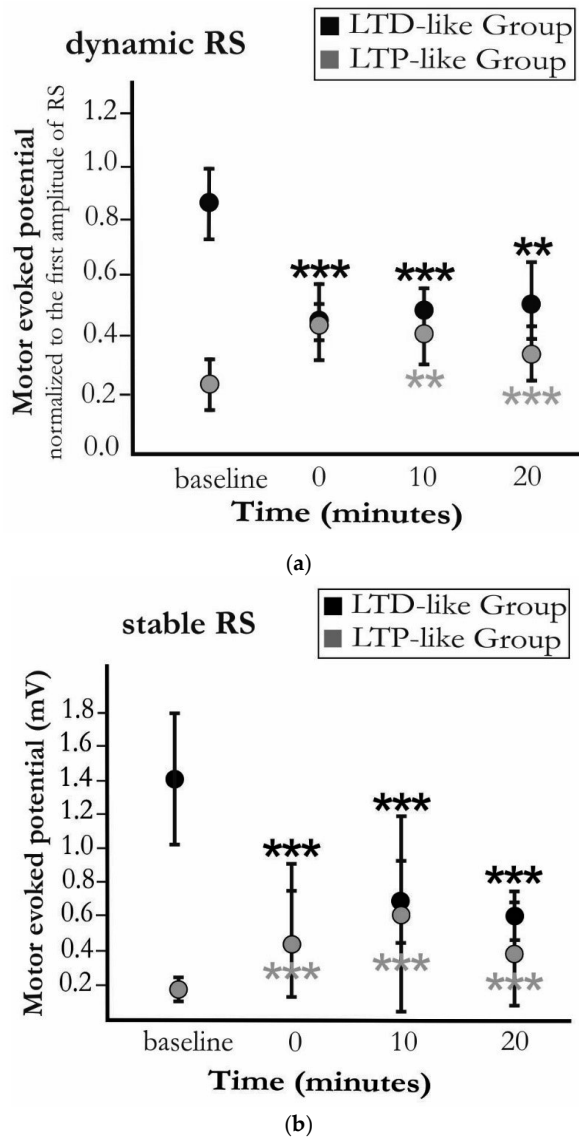 dynamic RS
LTD-like Group
LTP-like Group
Motor evoked potential
normalized to the first amplitude of RS
1.2
1.0
0.8
0.6
0.4
0.2
0.0
***
***
**
**
***
baseline
0
10
20
Time (minutes)
(a)
stable RS
LTD-like Group
LTP-like Group
Motor evoked potential (mV)
1.8
1.6
1.4
1.2
1.0
0.8
0.6
0.4
0.2
***
***
***
***
***
***
baseline
0
10
20
Time (minutes)
(b)